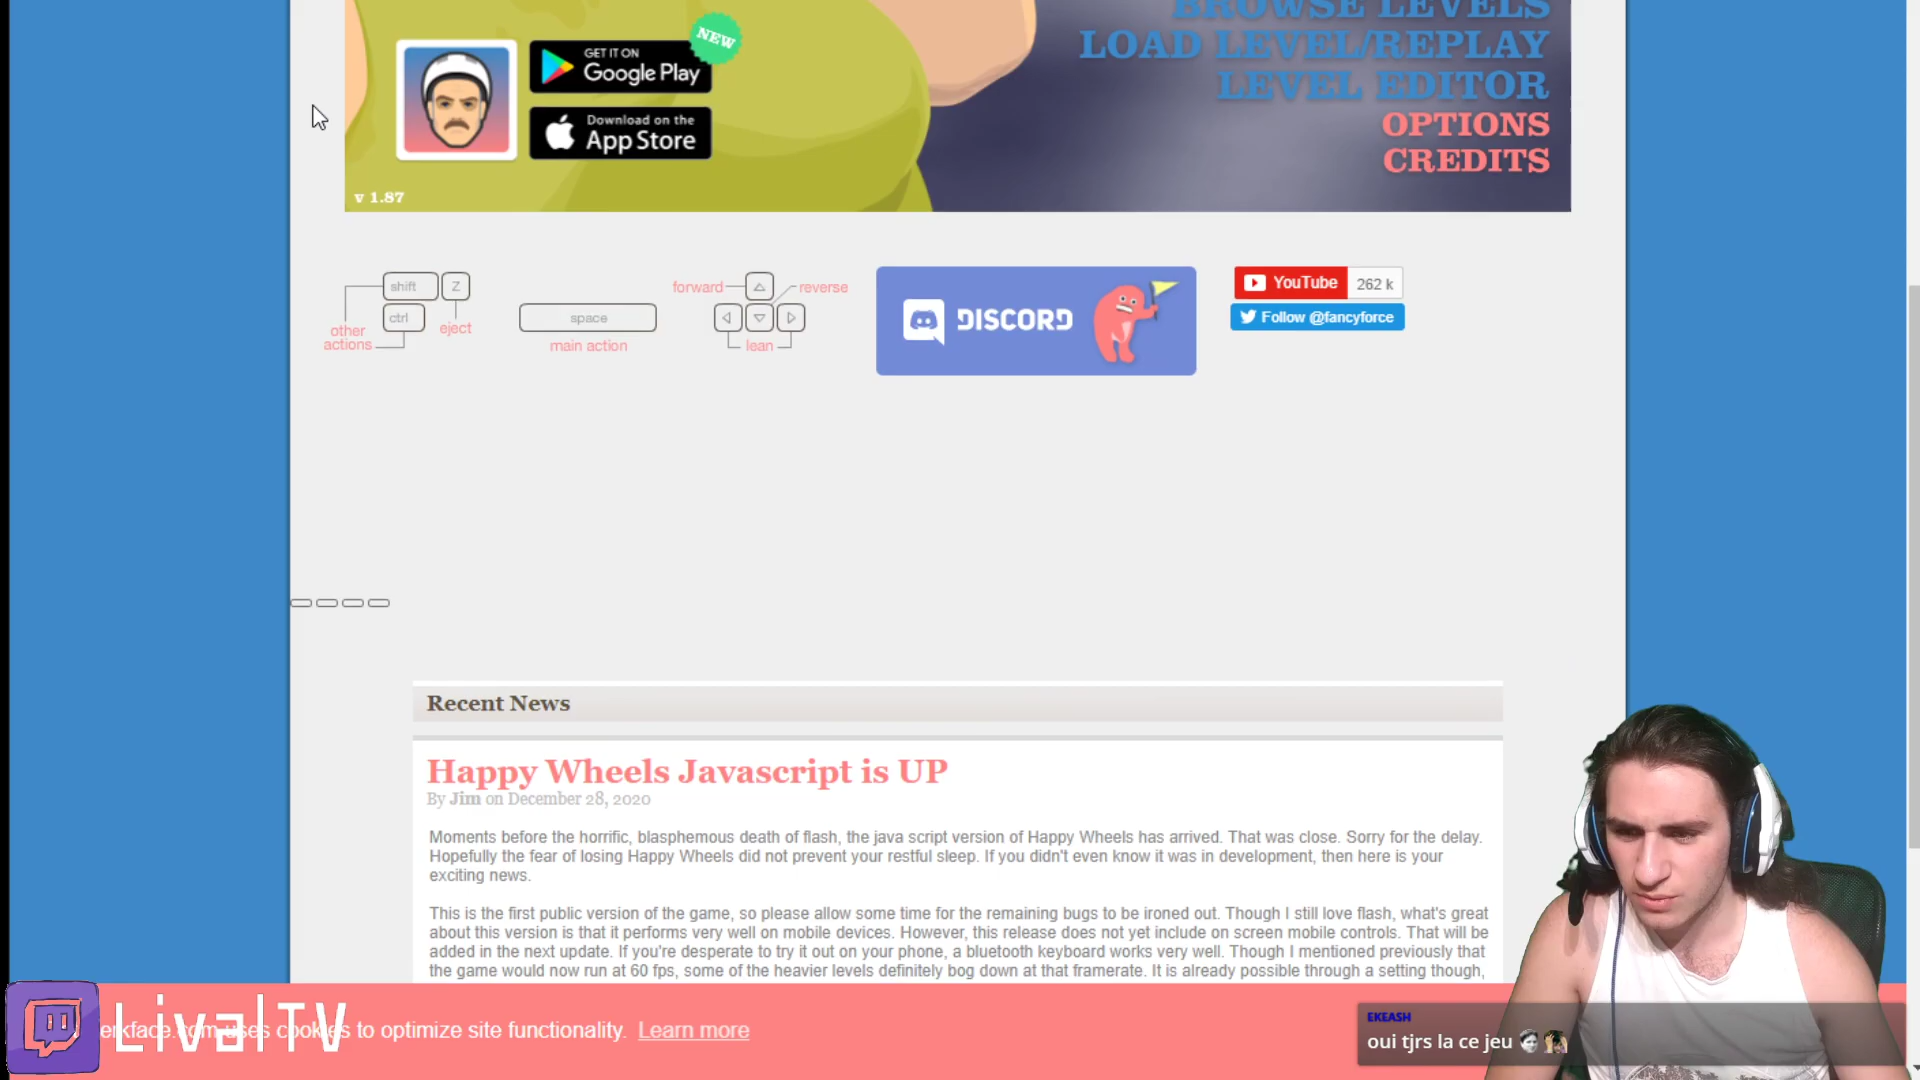 BROWSE LEVELS
LOAD LEVEL/REPLAY
LEVEL EDITOR
OPTIONS
CREDITS
NEW
GET IT ON
Google Play
Download on the
App Store
v 1.87
shift
Z
ctrl
other
actions
eject
space
main action
forward
reverse
lean
DISCORD
YouTube
262 k
Follow @fancyforce
Recent News
Happy Wheels Javascript is UP
By Jim on December 28, 2020
Moments before the horrific, blasphemous death of flash, the java script version of Happy Wheels has arrived. That was close. Sorry for the delay.
Hopefully the fear of losing Happy Wheels did not prevent your restful sleep. If you didn't even know it was in development, then here is your
exciting news.
This is the first public version of the game, so please allow some time for the remaining bugs to be ironed out. Though I still love flash, what's great
about this version is that it performs very well on mobile devices. However, this release does not yet include on screen mobile controls. That will be
added in the next update. If you're desperate to try it out on your phone, a bluetooth keyboard works very well. Though I mentioned previously that
the game would now run at 60 fps, some of the heavier levels definitely bog down at that framerate. It is already possible through a setting though,
LivalTV
erkface.com uses cookies to optimize site functionality. Learn more
EKEASH
oui tjrs la ce jeu